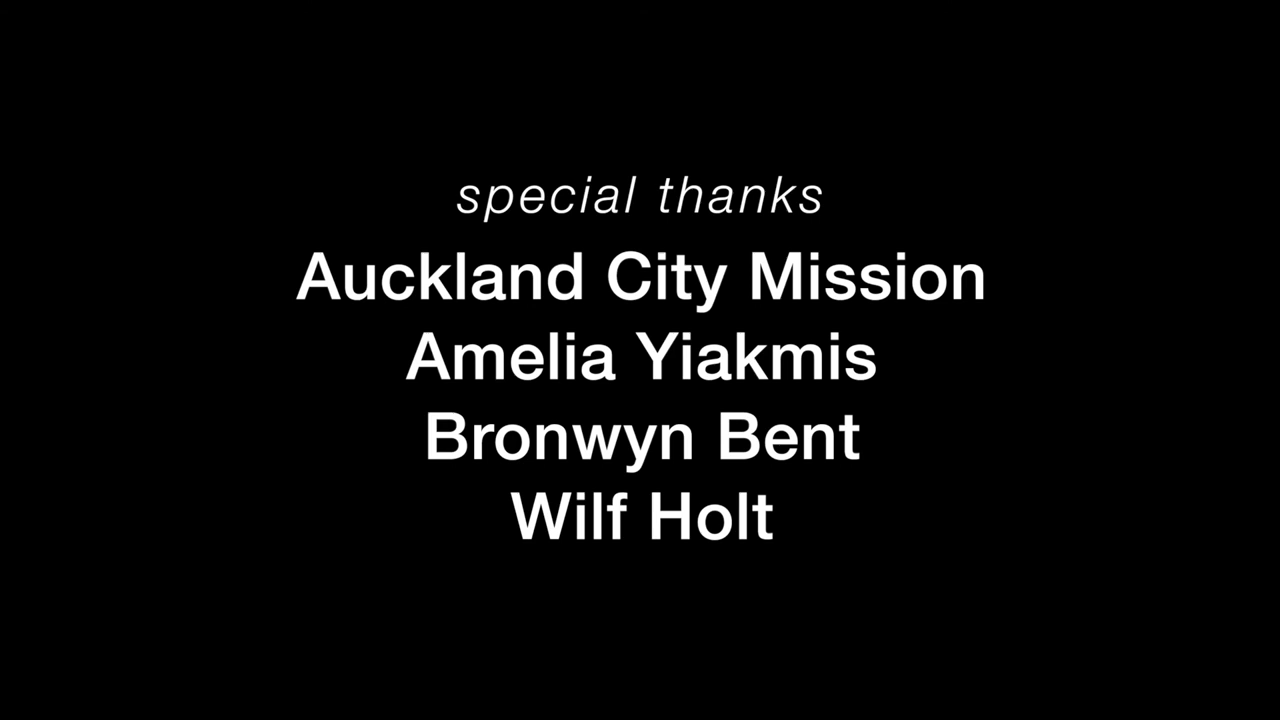 special thanks
Auckland City Mission
Amelia Yiakmis
Bronwyn Bent
Wilf Holt